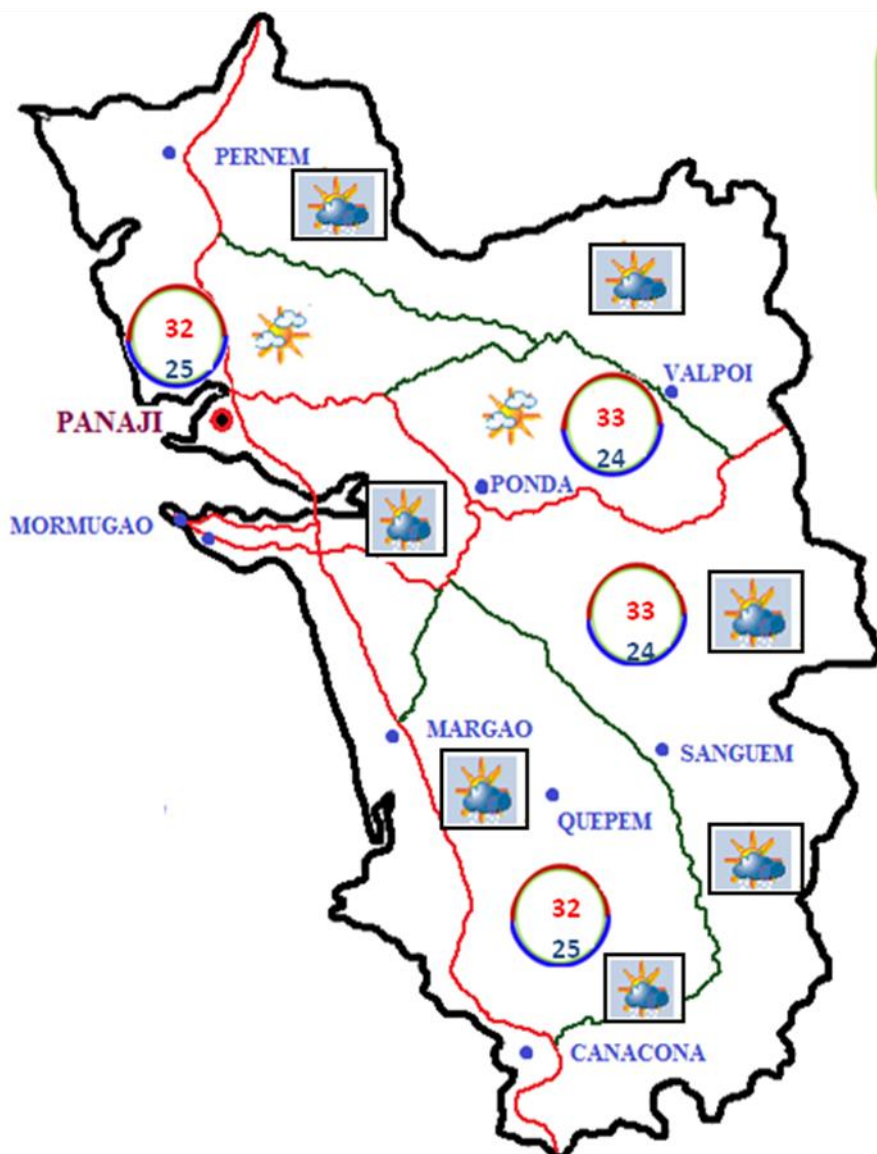 PERNEM
32
25
VALPOI
PANAJI
33
24
PONDA
MORMUGAO
33
24
MARGAO
SANGUEM
QUEPEM
32
25
CANACONA